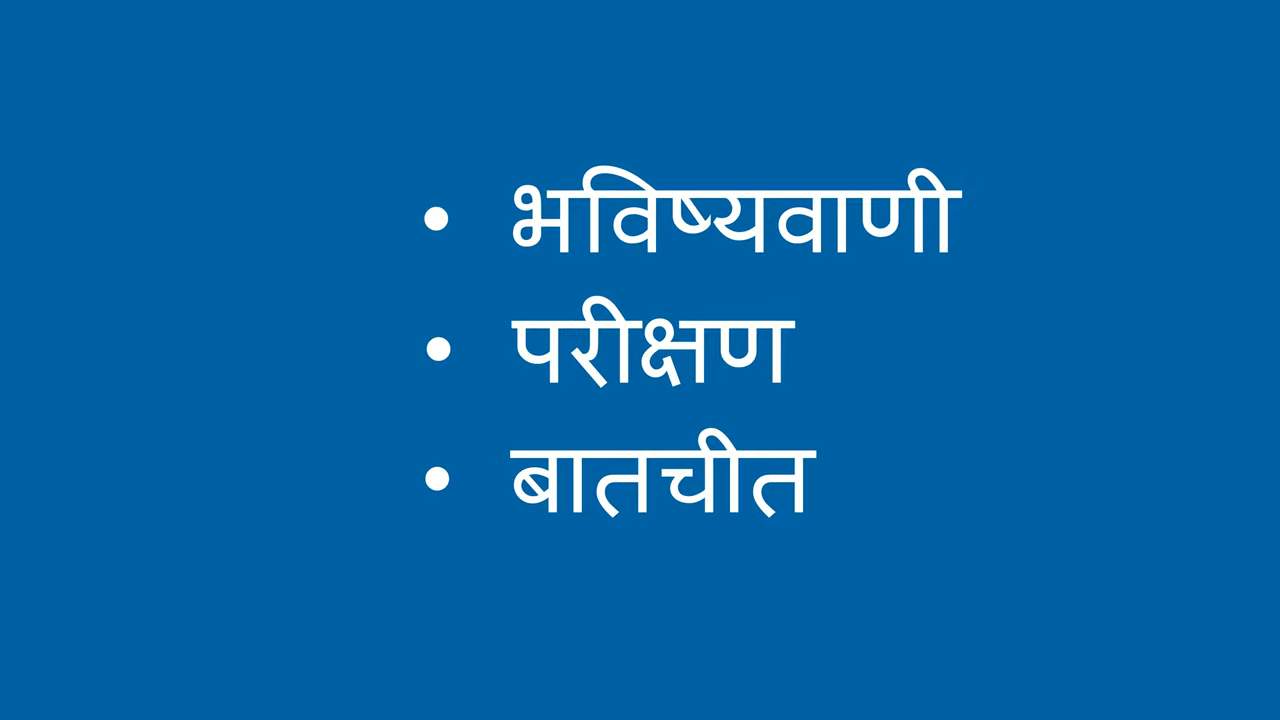 • भविष्यवाणी
• परीक्षण
• बातचीत